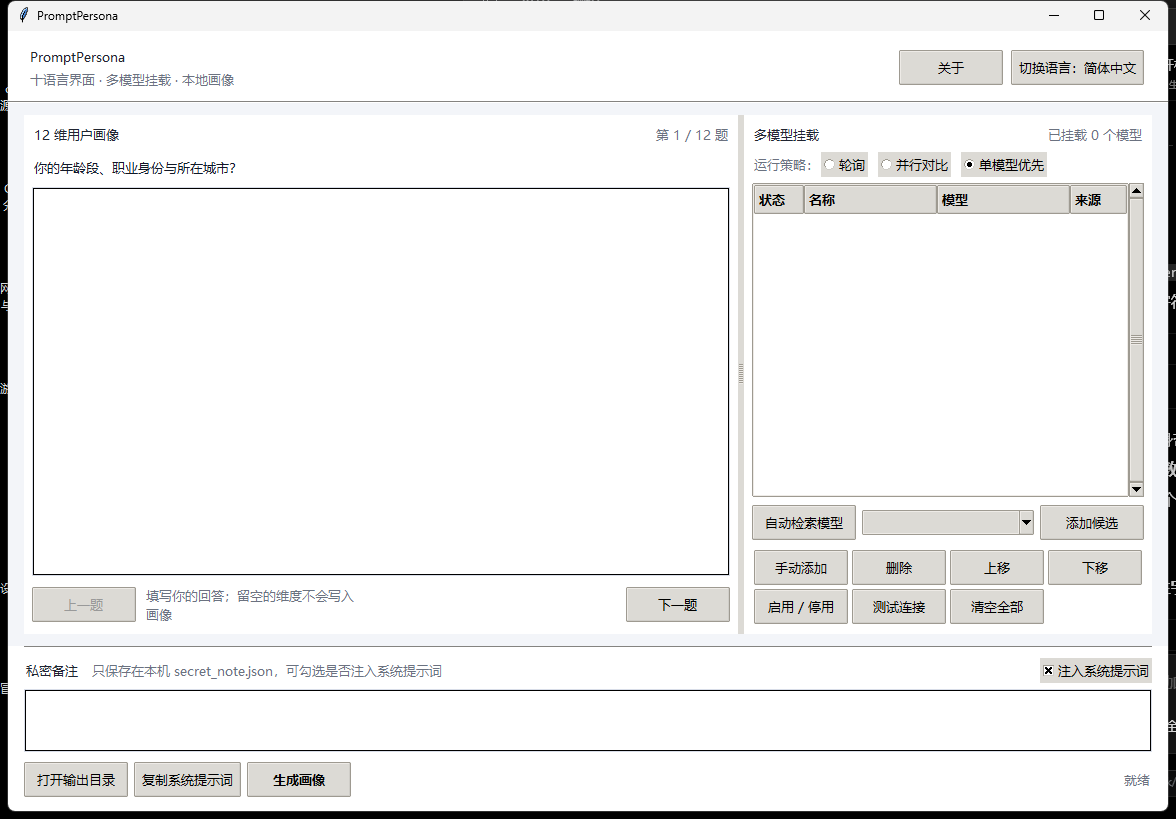 PromptPersona
PromptPersona
十语言界面 · 多模型挂载 · 本地画像
关于
切换语言：简体中文
12 维用户画像
第 1 / 12 题
你的年龄段、职业身份与所在城市？
上一题
填写你的回答；留空的维度不会写入
画像
下一题
多模型挂载
已挂载 0 个模型
运行策略：
轮询
并行对比
单模型优先
状态
名称
模型
来源
自动检索模型
添加候选
手动添加
删除
上移
下移
启用 / 停用
测试连接
清空全部
私密备注
只保存在本机 secret_note.json，可勾选是否注入系统提示词
注入系统提示词
打开输出目录
复制系统提示词
生成画像
就绪